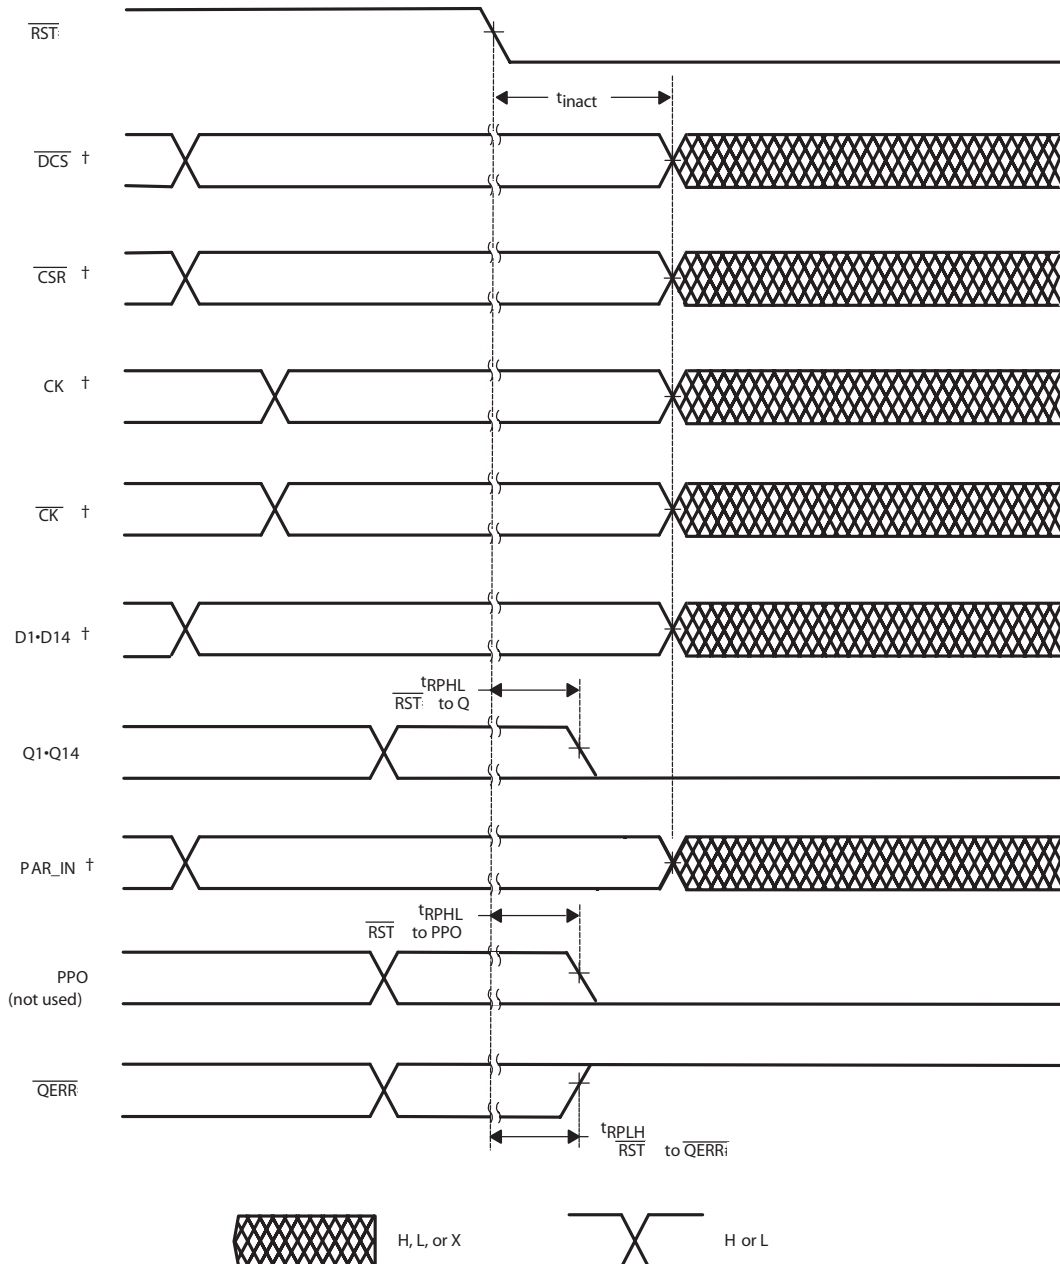 RST
tinact
DCS †
CSR †
CK †
CK †
D1•D14 †
tRPHL
RST to Q
Q1•Q14
PAR_IN †
tRPHL
RST to PPO
PPO
(not used)
QERR
tRPLH
RST to QERR
H, L, or X
H or L